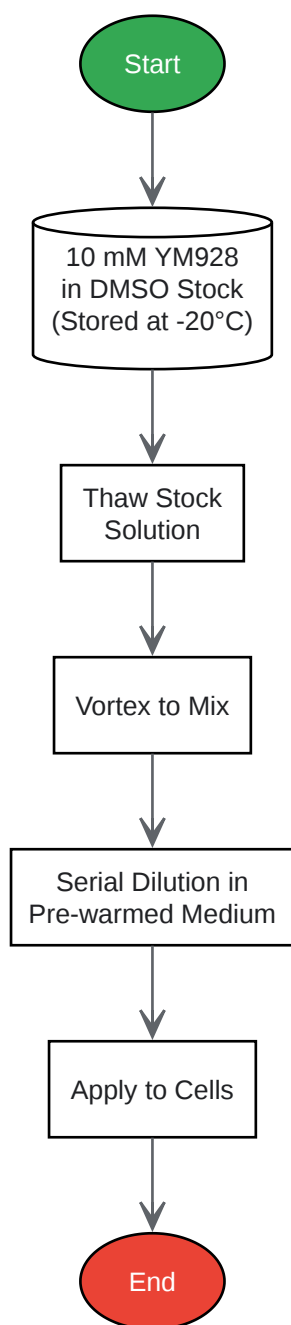 Start
10 mM YM928
in DMSO Stock
(Stored at -20°C)
Thaw Stock
Solution
Vortex to Mix
Serial Dilution in
Pre-warmed Medium
Apply to Cells
End